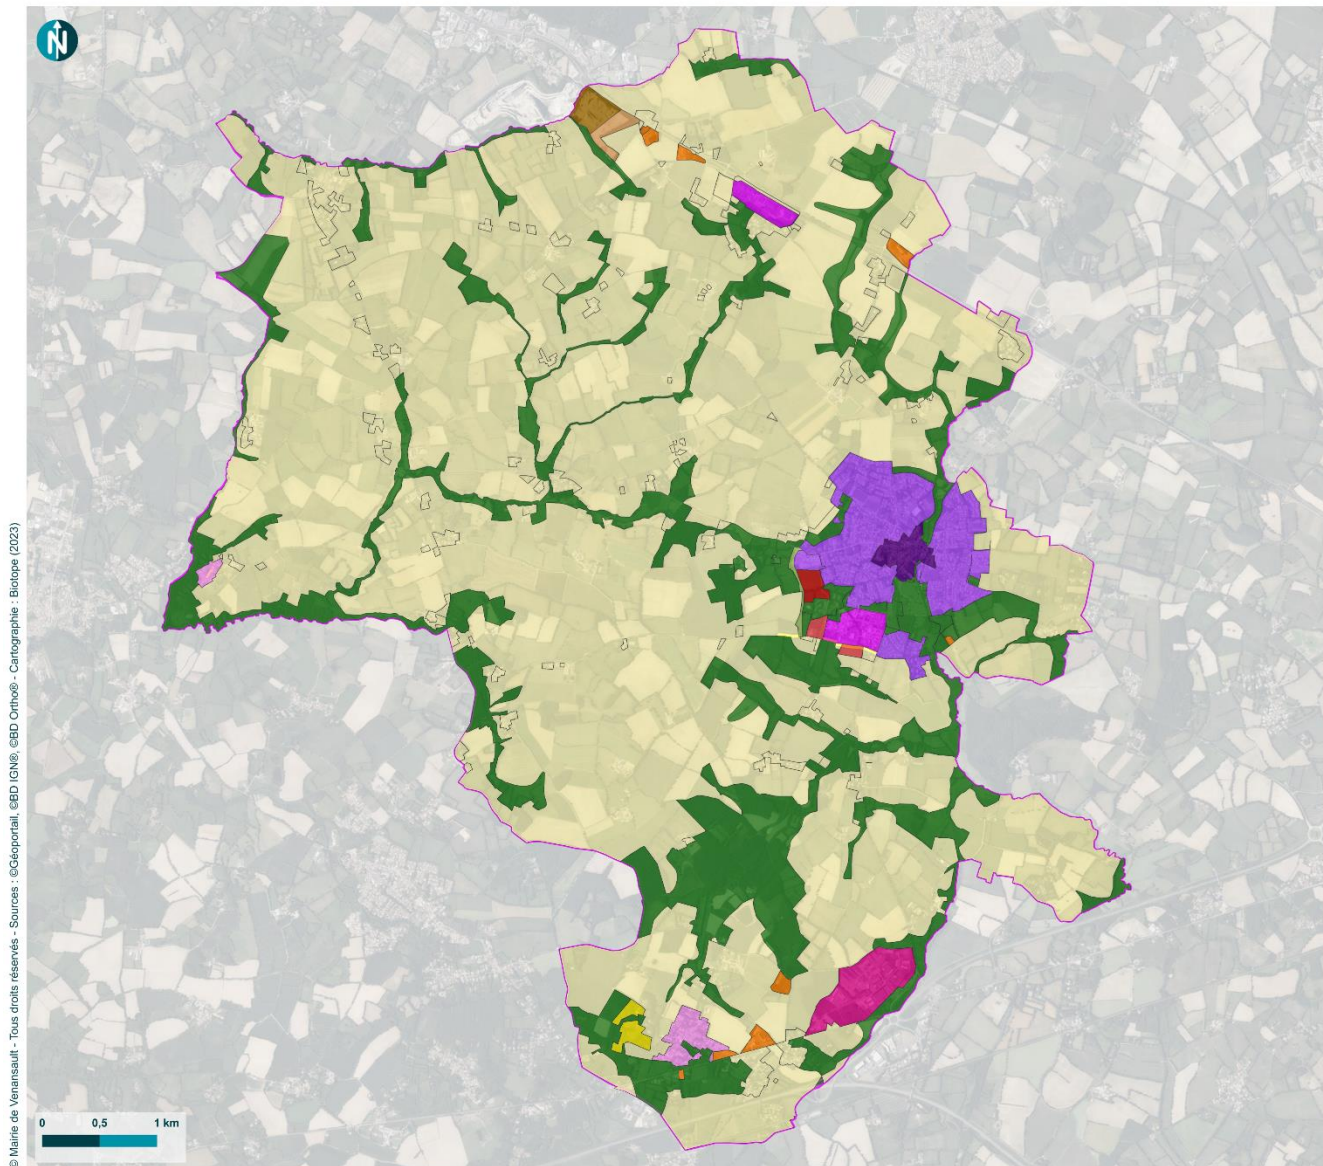 N
© Mairie de Venansault - Tous droits réservés - Sources : ©Géoportail, ©BD IGN®, ©BD Ortho® - Cartographie : Biotope (2023)
0 0,5 1 km